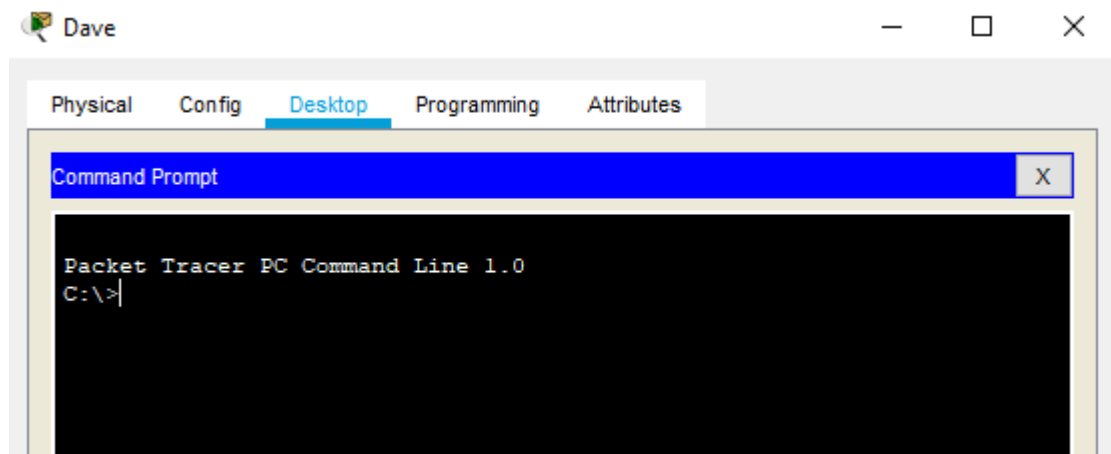 Dave
Physical Config Desktop Programming Attributes
Command Prompt X
Packet Tracer PC Command Line 1.0
C:\>